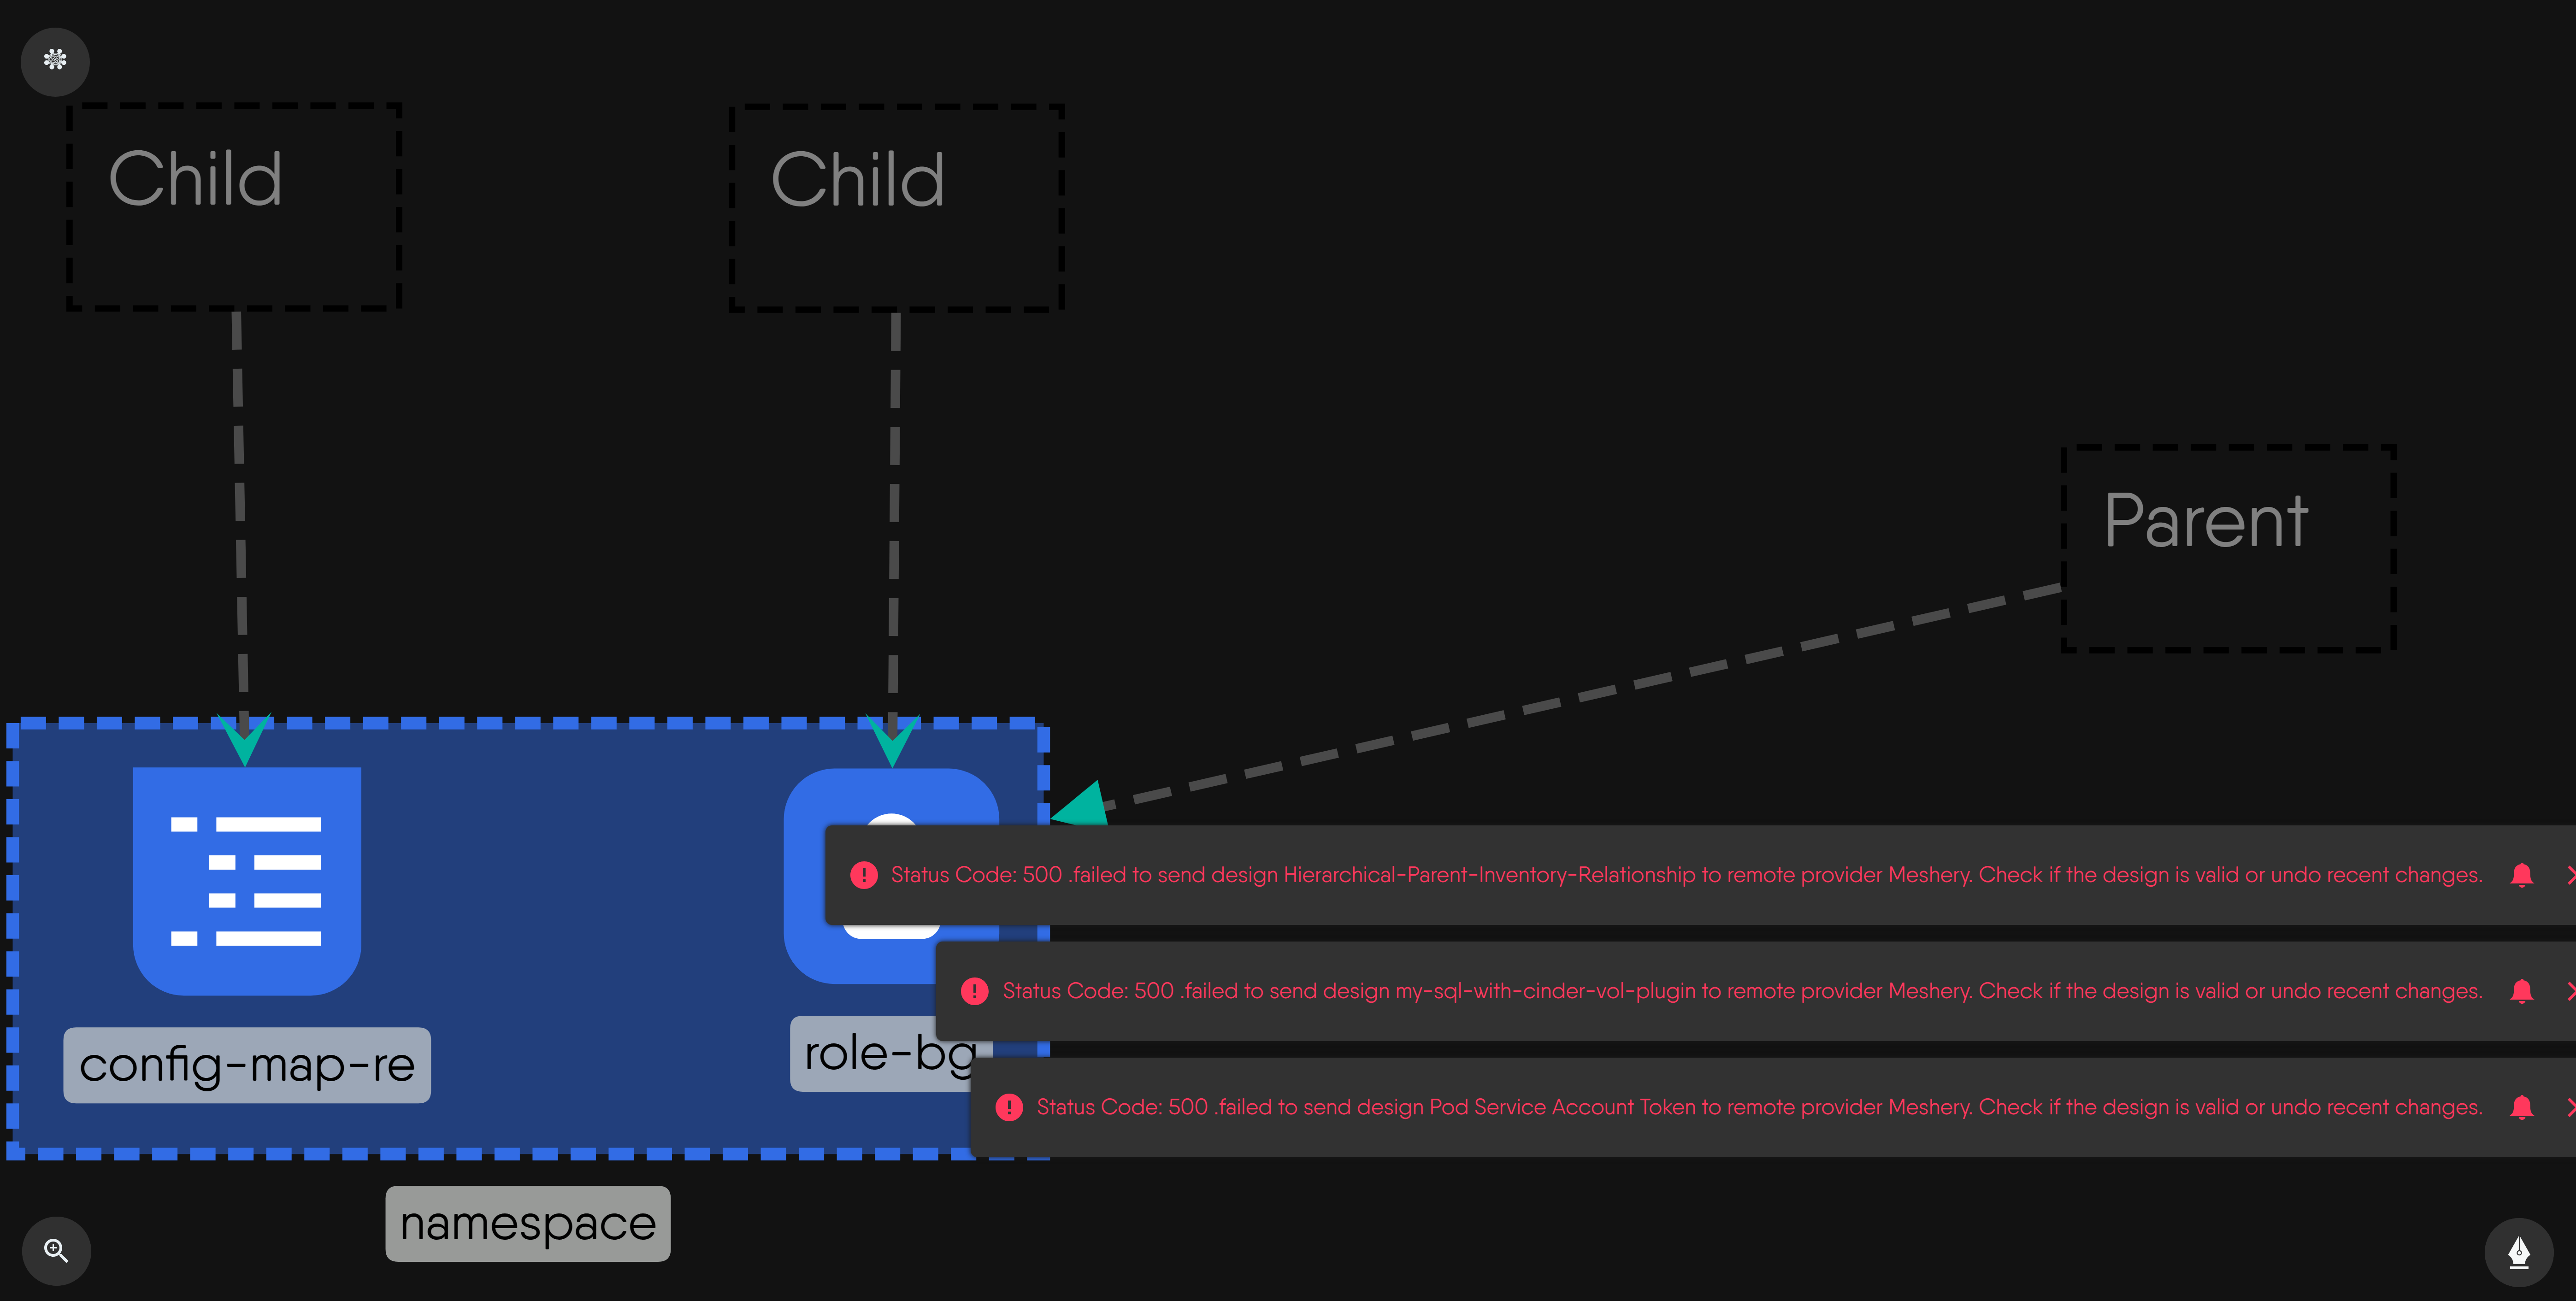 Child
Child
Parent
Status Code: 500 .failed to send design Hierarchical-Parent-Inventory-Relationship to remote provider Meshery. Check if the design is valid or undo recent changes.
Status Code: 500 .failed to send design my-sql-with-cinder-vol-plugin to remote provider Meshery. Check if the design is valid or undo recent changes.
config-map-re
role-bg
Status Code: 500 .failed to send design Pod Service Account Token to remote provider Meshery. Check if the design is valid or undo recent changes.
namespace